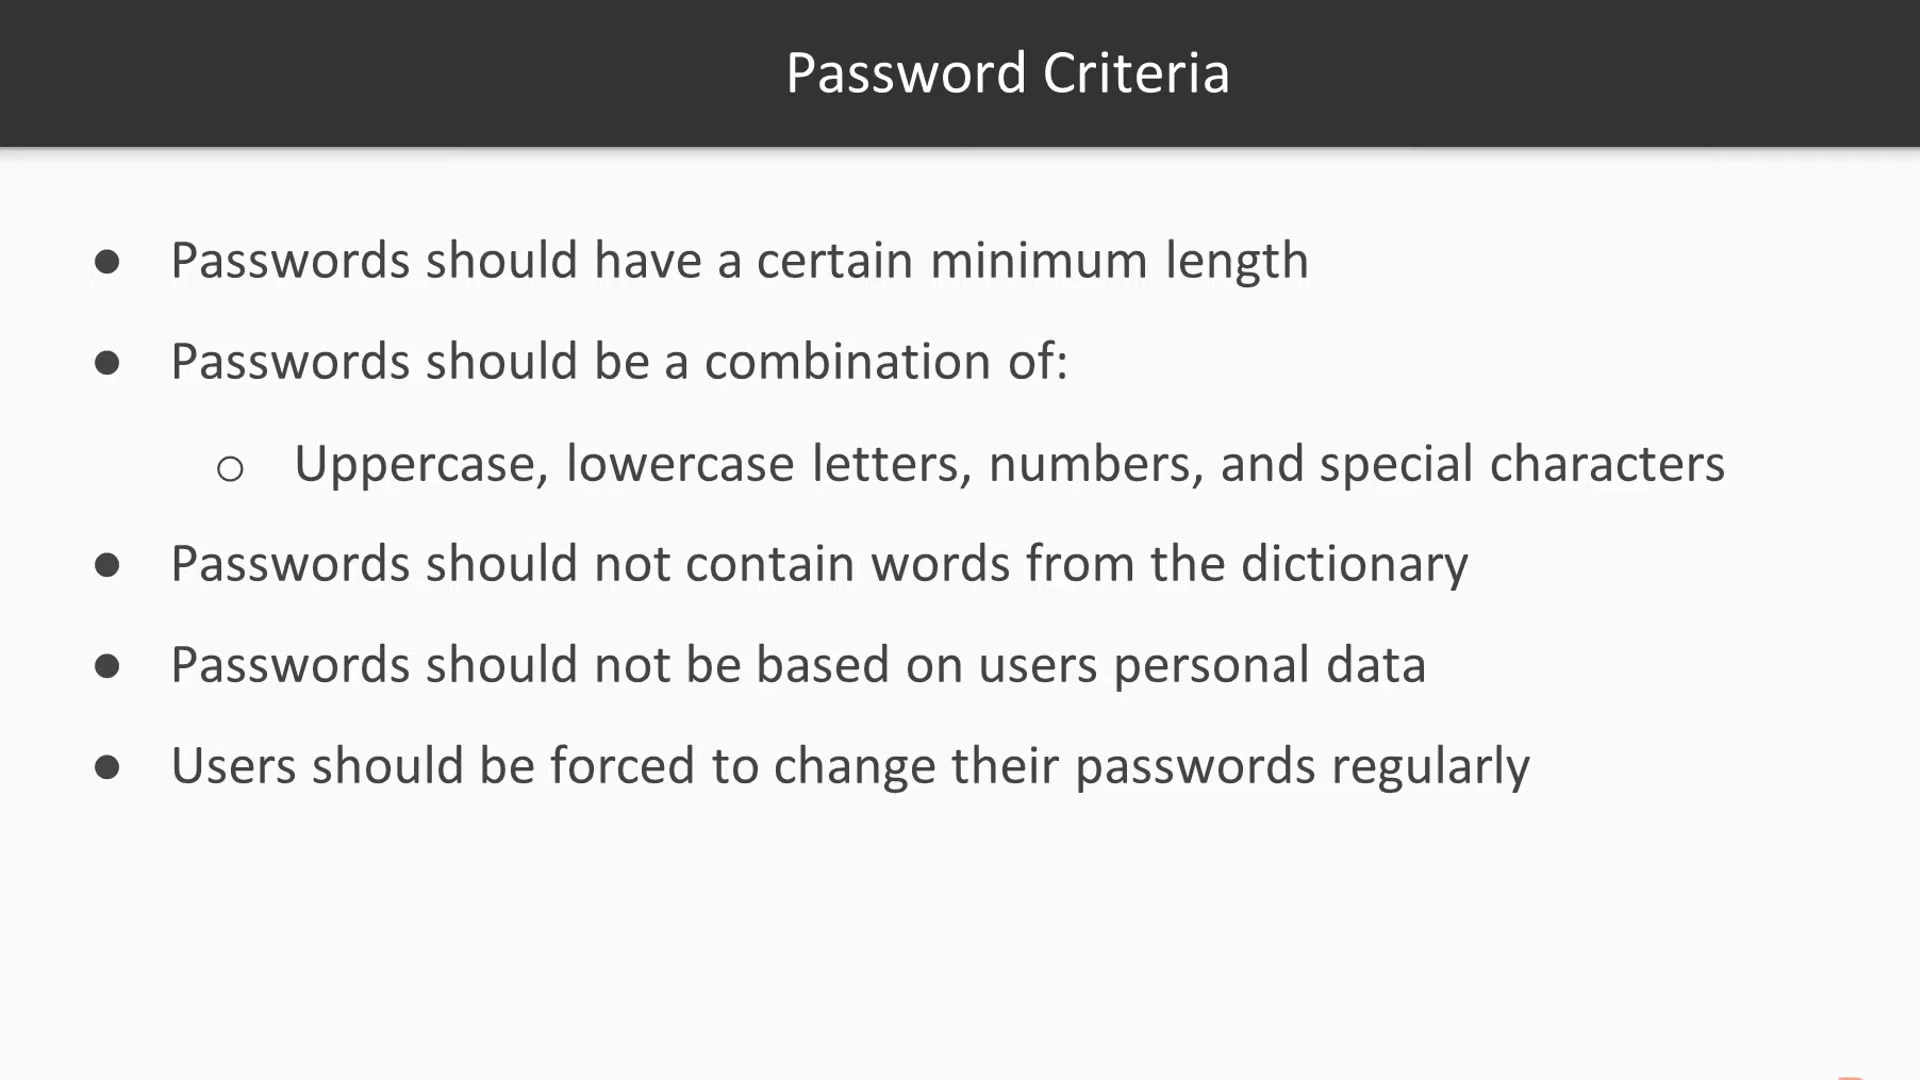 Password Criteria
● Passwords should have a certain minimum length
● Passwords should be a combination of:
○ Uppercase, lowercase letters, numbers, and special characters
● Passwords should not contain words from the dictionary
● Passwords should not be based on users personal data
● Users should be forced to change their passwords regularly